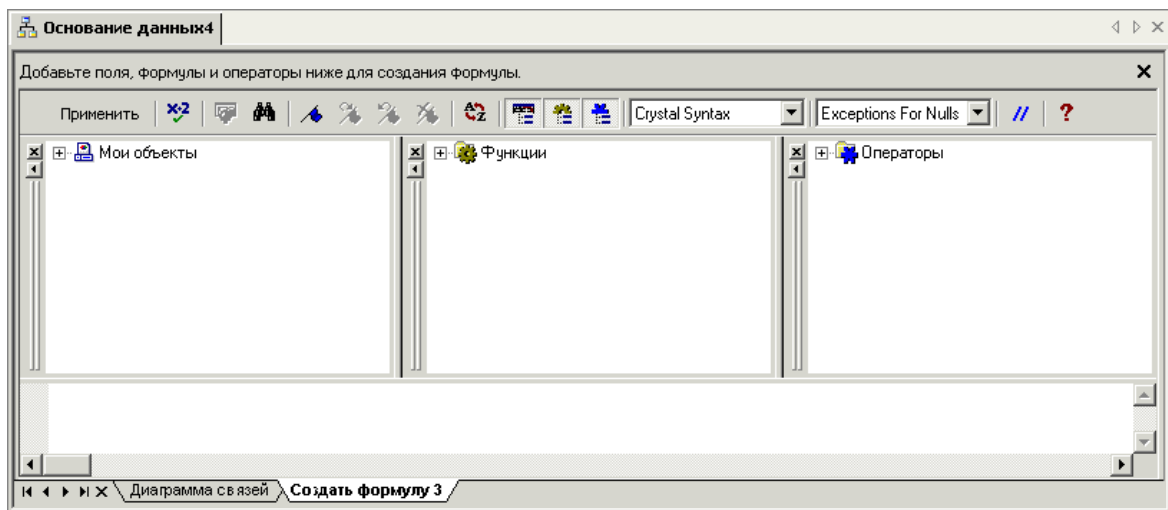 Основание данных4
Добавьте поля, формулы и операторы ниже для создания формулы.
Применить X+2 A Z Crystal Syntax Exceptions For Nulls // ?
Мои объекты Функции Операторы
Диаграмма связей Создать формулу 3